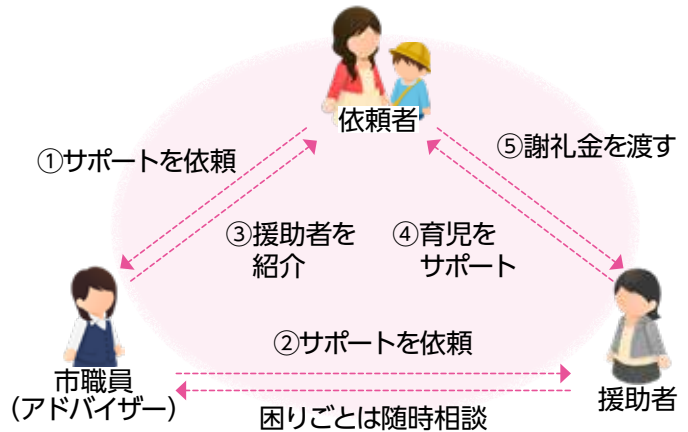 依頼者
①サポートを依頼
⑤謝礼金を渡す
③援助者を
紹介
④育児を
サポート
②サポートを依頼
市職員
（アドバイザー）
援助者
困りごとは随時相談